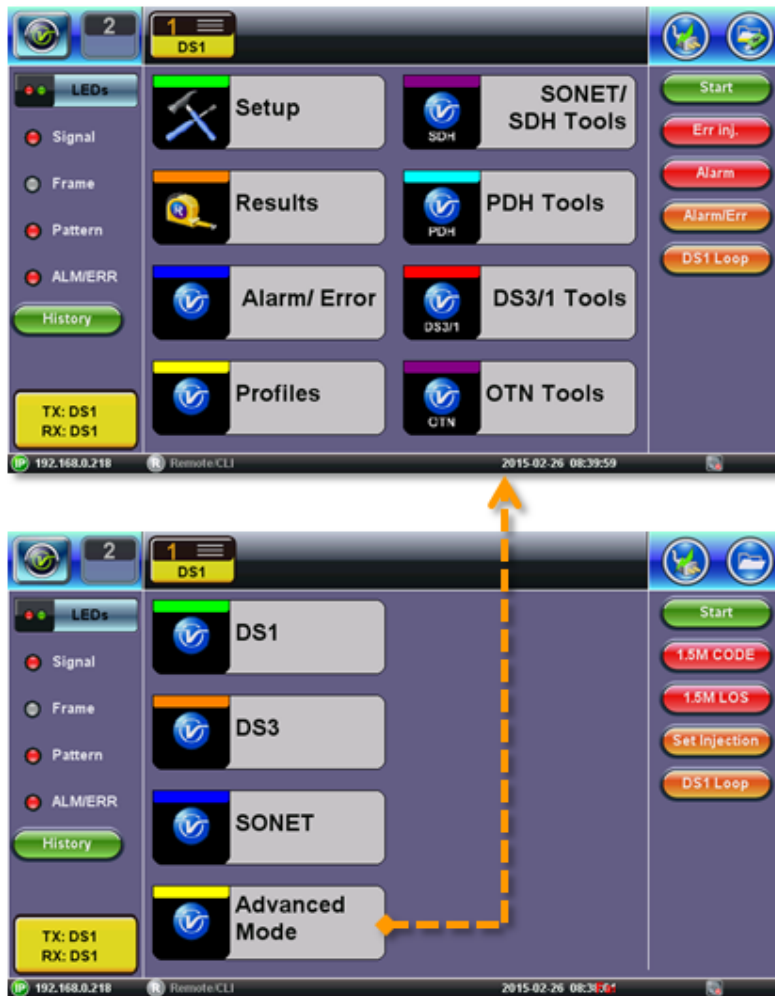 2
1
DS1
LEDs
Signal
Frame
Pattern
ALM/ERR
History
TX: DS1
RX: DS1
Setup
Results
Alarm/ Error
Profiles
SDH
SONET/
SDH Tools
PDH
PDH Tools
DS3/1
DS3/1 Tools
OTN
OTN Tools
Start
Err inj.
Alarm
Alarm/Err
DS1 Loop
IP 192.168.0.218
R Remote/CLI
2015-02-26 08:39:59
2
1
DS1
LEDs
Signal
Frame
Pattern
ALM/ERR
History
TX: DS1
RX: DS1
DS1
DS3
SONET
Advanced
Mode
Start
1.5M CODE
1.5M LOS
Set Injection
DS1 Loop
IP 192.168.0.218
R Remote/CLI
2015-02-26